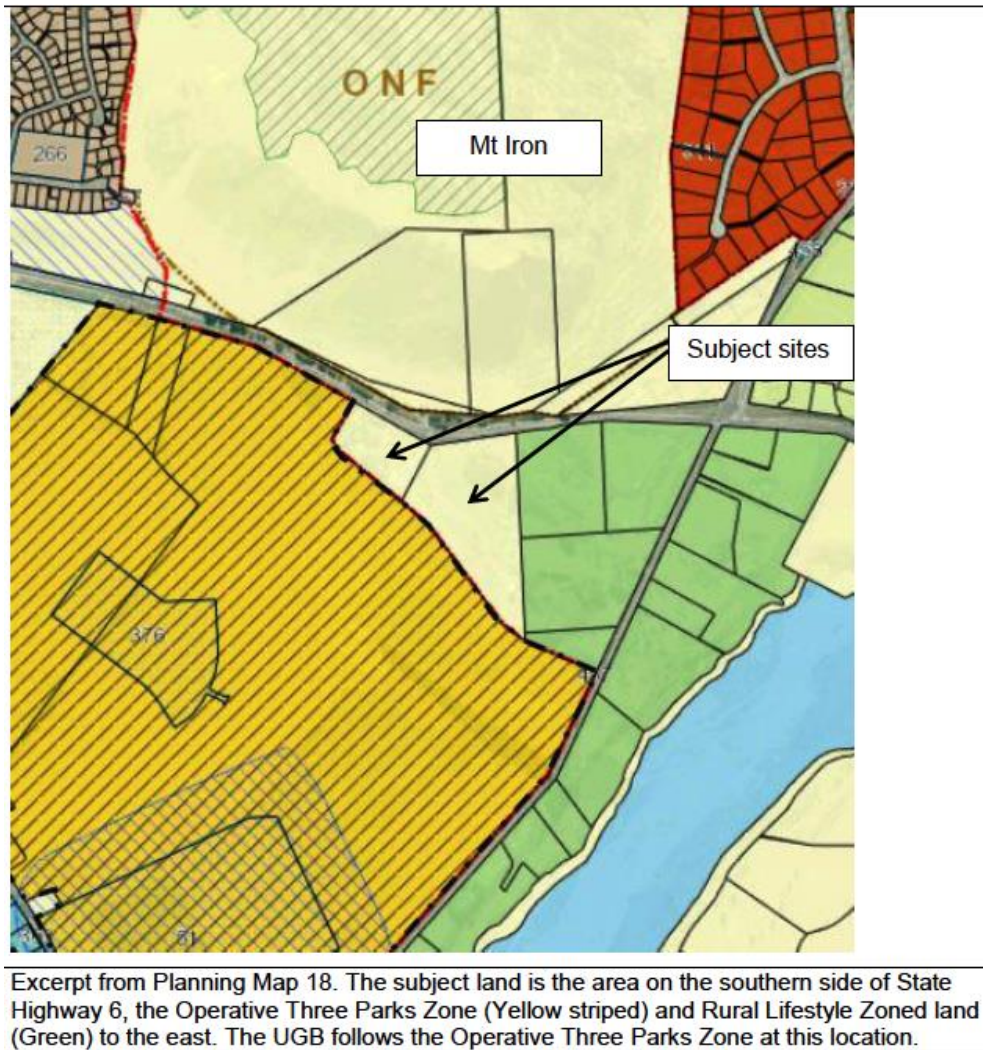 ONF
Mt Iron
266
Subject sites
376
Excerpt from Planning Map 18. The subject land is the area on the southern side of State
Highway 6, the Operative Three Parks Zone (Yellow striped) and Rural Lifestyle Zoned land
(Green) to the east. The UGB follows the Operative Three Parks Zone at this location.